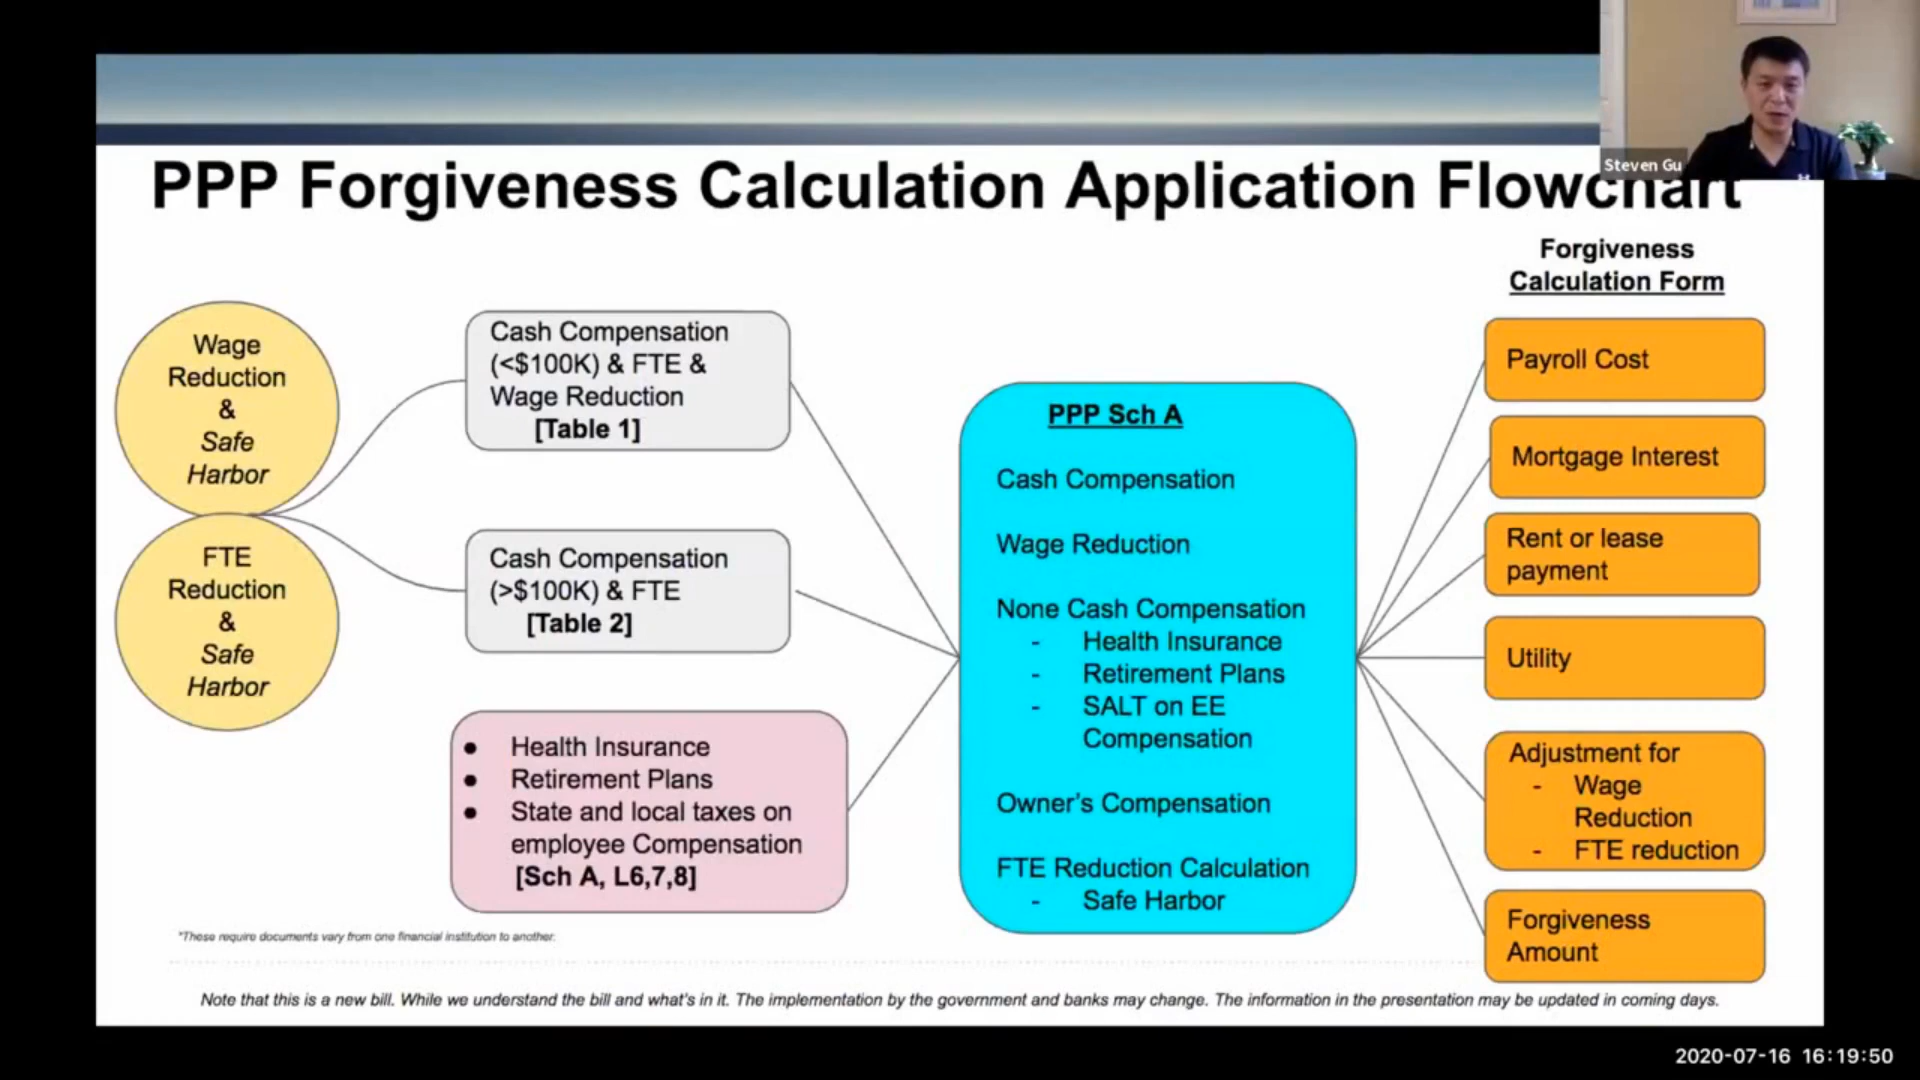 Steven Gu
PPP Forgiveness Calculation Application Flowchart
Forgiveness
Calculation Form
Wage
Reduction
&
Safe
Harbor
FTE
Reduction
&
Safe
Harbor
Cash Compensation
(<$100K) & FTE &
Wage Reduction
[Table 1]
Cash Compensation
(>$100K) & FTE
[Table 2]
● Health Insurance
● Retirement Plans
● State and local taxes on
employee Compensation
[Sch A, L6,7,8]
PPP Sch A
Cash Compensation
Wage Reduction
None Cash Compensation
- Health Insurance
- Retirement Plans
- SALT on EE
Compensation
Owner's Compensation
FTE Reduction Calculation
- Safe Harbor
Payroll Cost
Mortgage Interest
Rent or lease
payment
Utility
Adjustment for
- Wage
Reduction
- FTE reduction
Forgiveness
Amount
*These require documents vary from one financial institution to another.
Note that this is a new bill. While we understand the bill and what's in it. The implementation by the government and banks may change. The information in the presentation may be updated in coming days.
2020-07-16 16:19:50